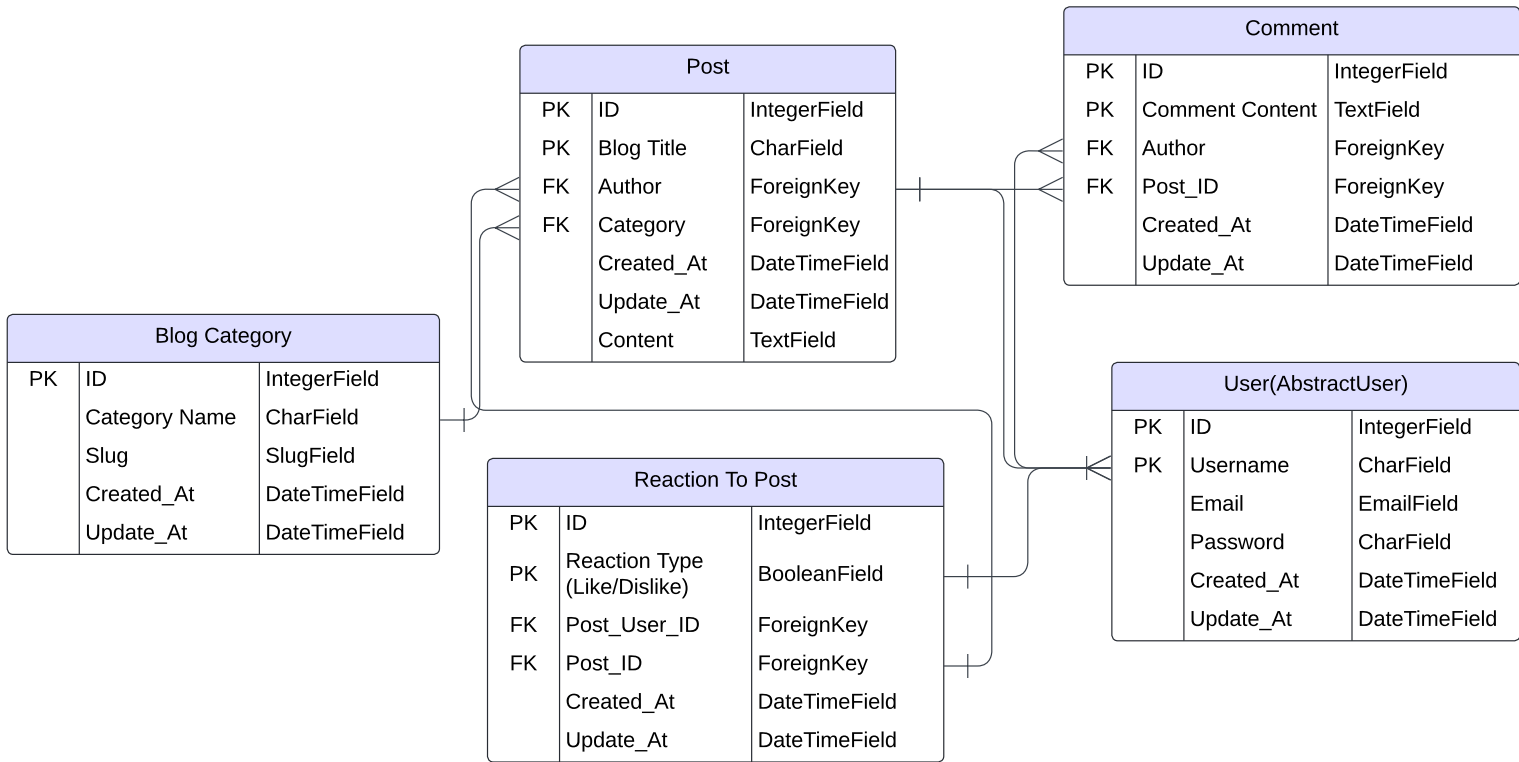 Post
PK ID IntegerField
PK Blog Title CharField
FK Author ForeignKey
FK Category ForeignKey
Created_At DateTimeField
Update_At DateTimeField
Content TextField
Comment
PK ID IntegerField
PK Comment Content TextField
FK Author ForeignKey
FK Post_ID ForeignKey
Created_At DateTimeField
Update_At DateTimeField
Blog Category
PK ID IntegerField
Category Name CharField
Slug SlugField
Created_At DateTimeField
Update_At DateTimeField
Reaction To Post
PK ID IntegerField
PK Reaction Type
(Like/Dislike) BooleanField
FK Post_User_ID ForeignKey
FK Post_ID ForeignKey
Created_At DateTimeField
Update_At DateTimeField
User(AbstractUser)
PK ID IntegerField
PK Username CharField
Email EmailField
Password CharField
Created_At DateTimeField
Update_At DateTimeField